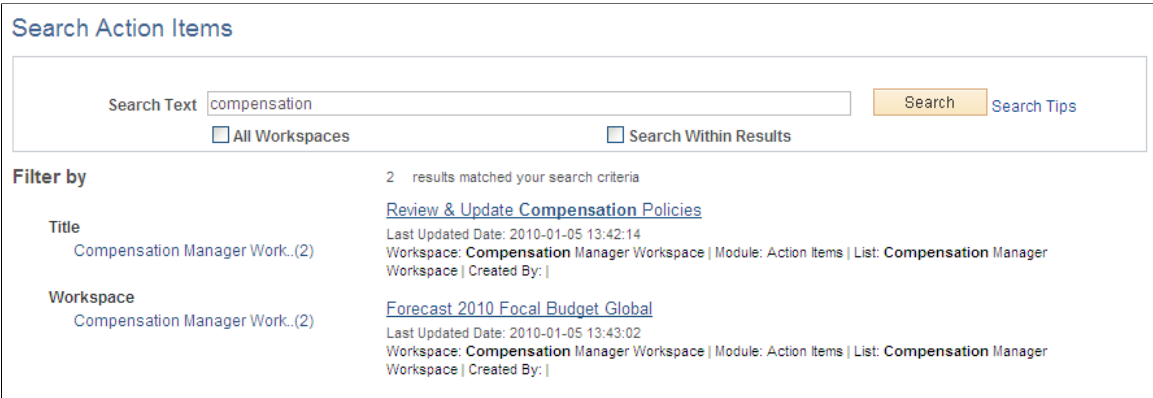 Search Action Items
Search Text compensation Search Search Tips
All Workspaces Search Within Results
Filter by
Title
Compensation Manager Work..(2)
Workspace
Compensation Manager Work..(2)
2 results matched your search criteria
Review & Update Compensation Policies
Last Updated Date: 2010-01-05 13:42:14
Workspace: Compensation Manager Workspace | Module: Action Items | List: Compensation Manager
Workspace | Created By: |
Forecast 2010 Focal Budget Global
Last Updated Date: 2010-01-05 13:43:02
Workspace: Compensation Manager Workspace | Module: Action Items | List: Compensation Manager
Workspace | Created By: |